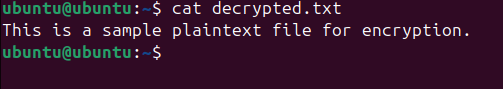 ubuntu@ubuntu:~$ cat decrypted.txt
This is a sample plaintext file for encryption.
ubuntu@ubuntu:~$